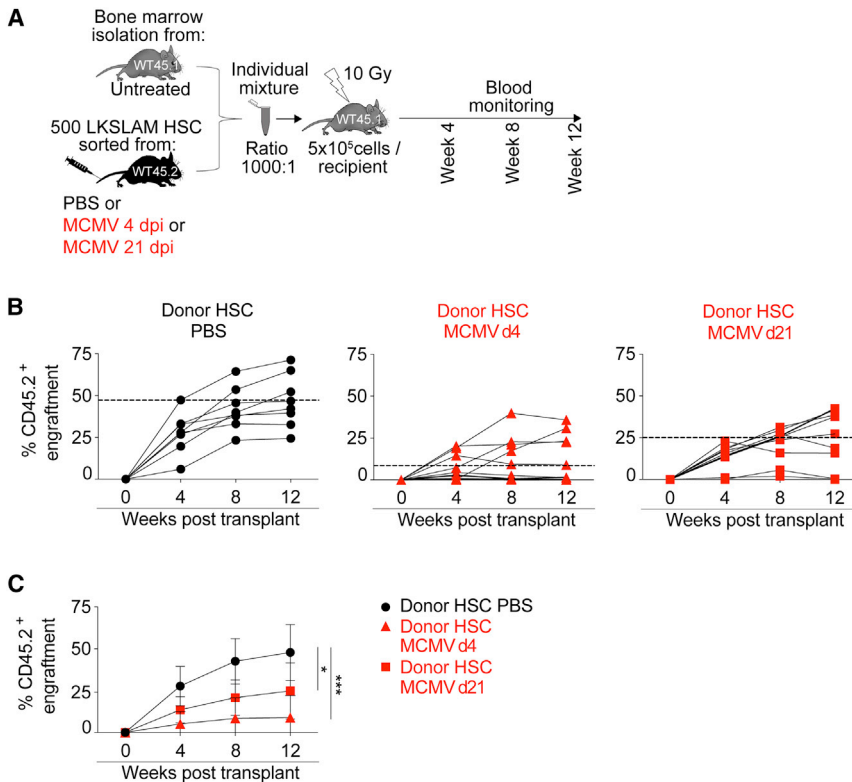 A
Bone marrow
isolation from:
WT45.1
Untreated
500 LKSLAM HSC
sorted from:
WT45.2
PBS or
MCMV 4 dpi or
MCMV 21 dpi
Individual
mixture
Ratio
1000:1
10 Gy
WT45.1
5x10⁵cells /
recipient
Blood
monitoring
Week 4
Week 8
Week 12
B
Donor HSC
PBS
% CD45.2⁺
engraftment
75
50
25
0
0 4 8 12
Weeks post transplant
Donor HSC
MCMV d4
75
50
25
0
0 4 8 12
Weeks post transplant
Donor HSC
MCMV d21
75
50
25
0
0 4 8 12
Weeks post transplant
C
% CD45.2⁺
engraftment
75
50
25
0
0 4 8 12
Weeks post transplant
*
***
Donor HSC PBS
Donor HSC
MCMV d4
Donor HSC
MCMV d21